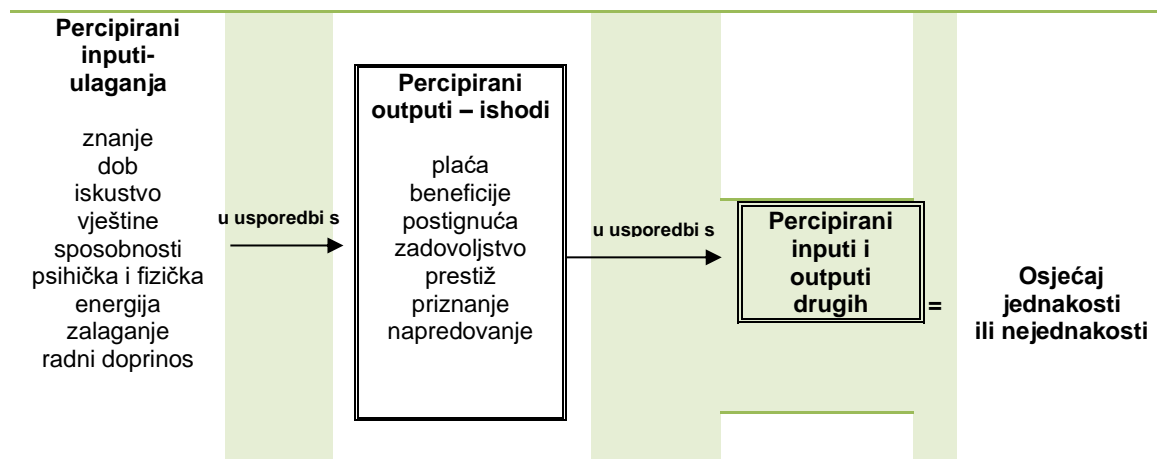 Percipirani
inputi-
ulaganja
znanje
dob
iskustvo
vještine
sposobnosti
psihička i fizička
energija
zalaganje
radni doprinos
u usporedbi s
Percipirani
outputi – ishodi
plaća
beneficije
postignuća
zadovoljstvo
prestiž
priznanje
napredovanje
u usporedbi s
Percipirani
inputi i
outputi
drugih
=
Osjećaj
jednakosti
ili nejednakosti